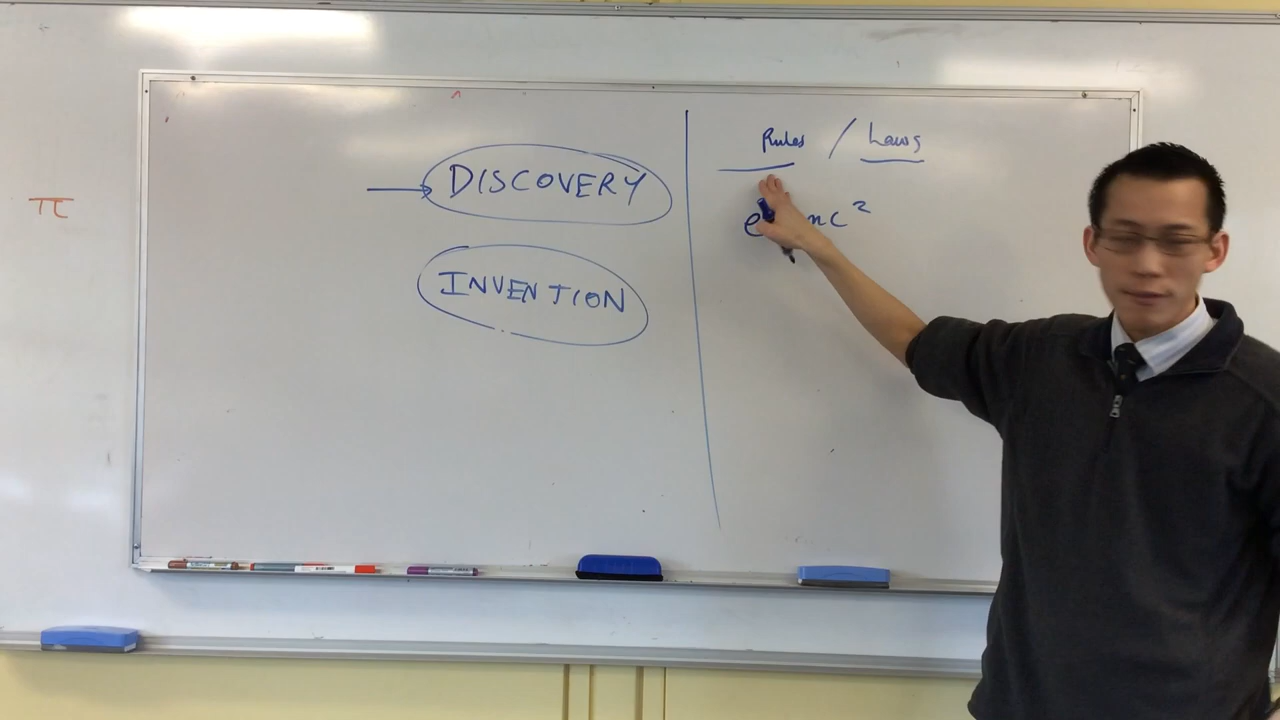 π
DISCOVERY
INVENTION
Rules / Laws
e mc²